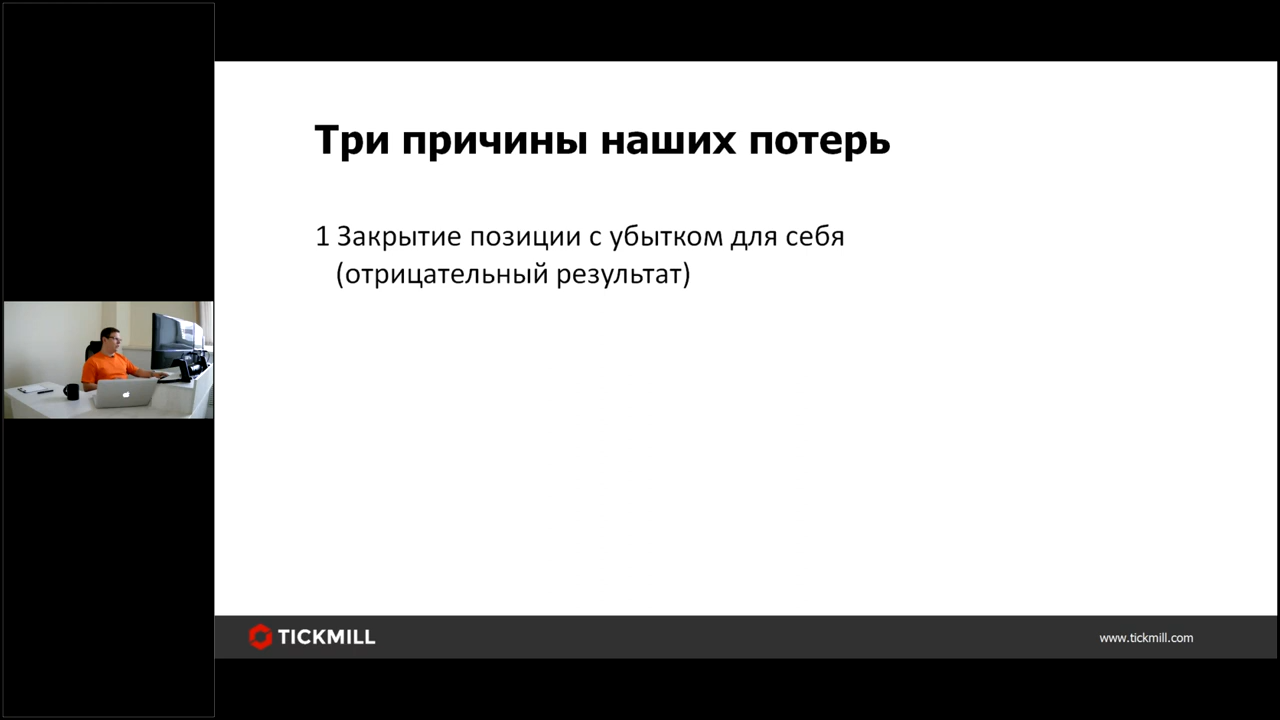 Три причины наших потерь
1 Закрытие позиции с убытком для себя
(отрицательный результат)
TICKMILL
www.tickmill.com